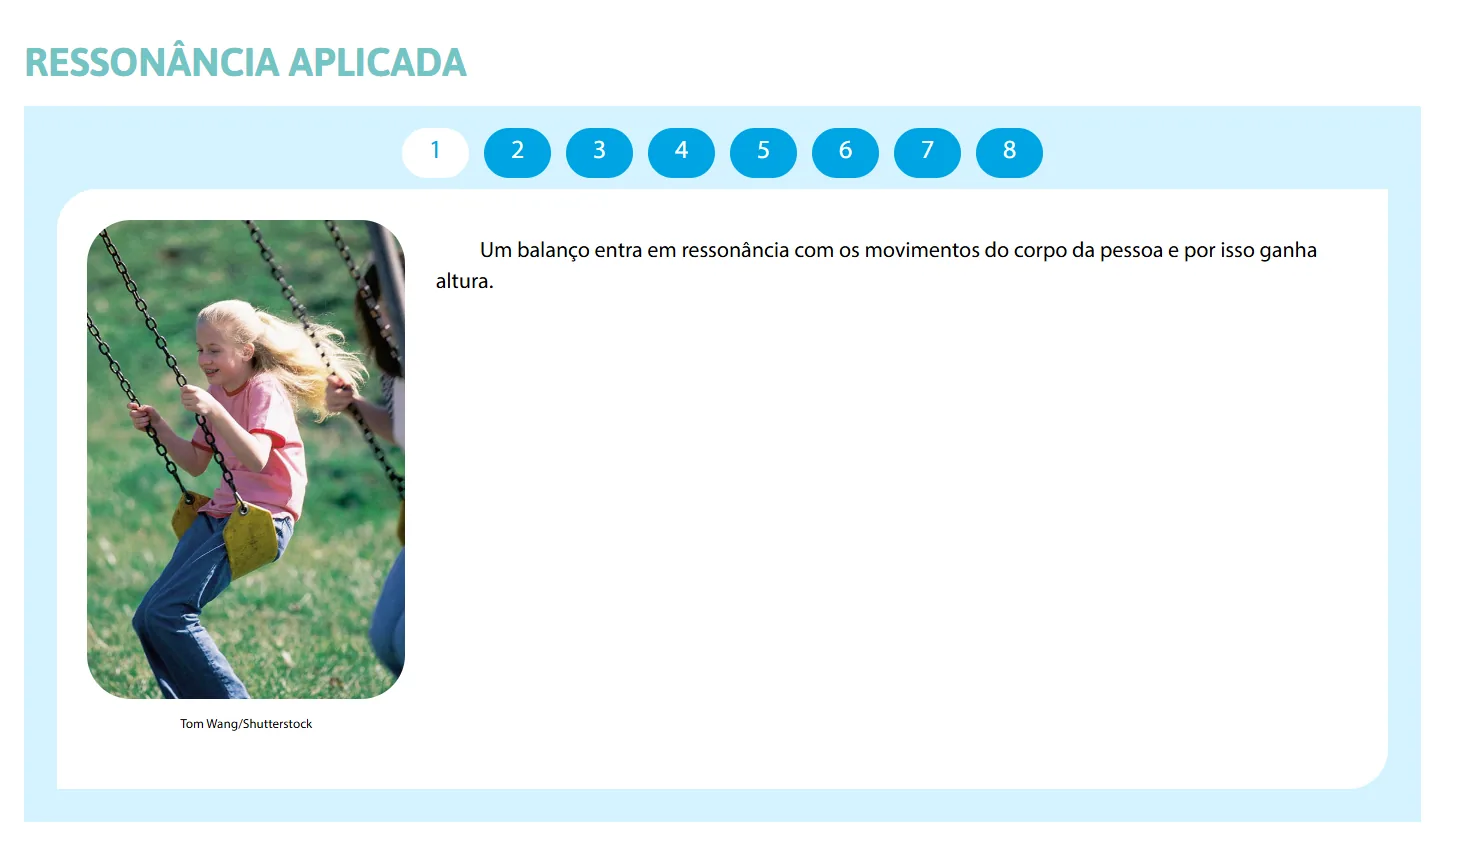 RESSONÂNCIA APLICADA
1 2 3 4 5 6 7 8
Um balanço entra em ressonância com os movimentos do corpo da pessoa e por isso ganha
altura.
Tom Wang/Shutterstock